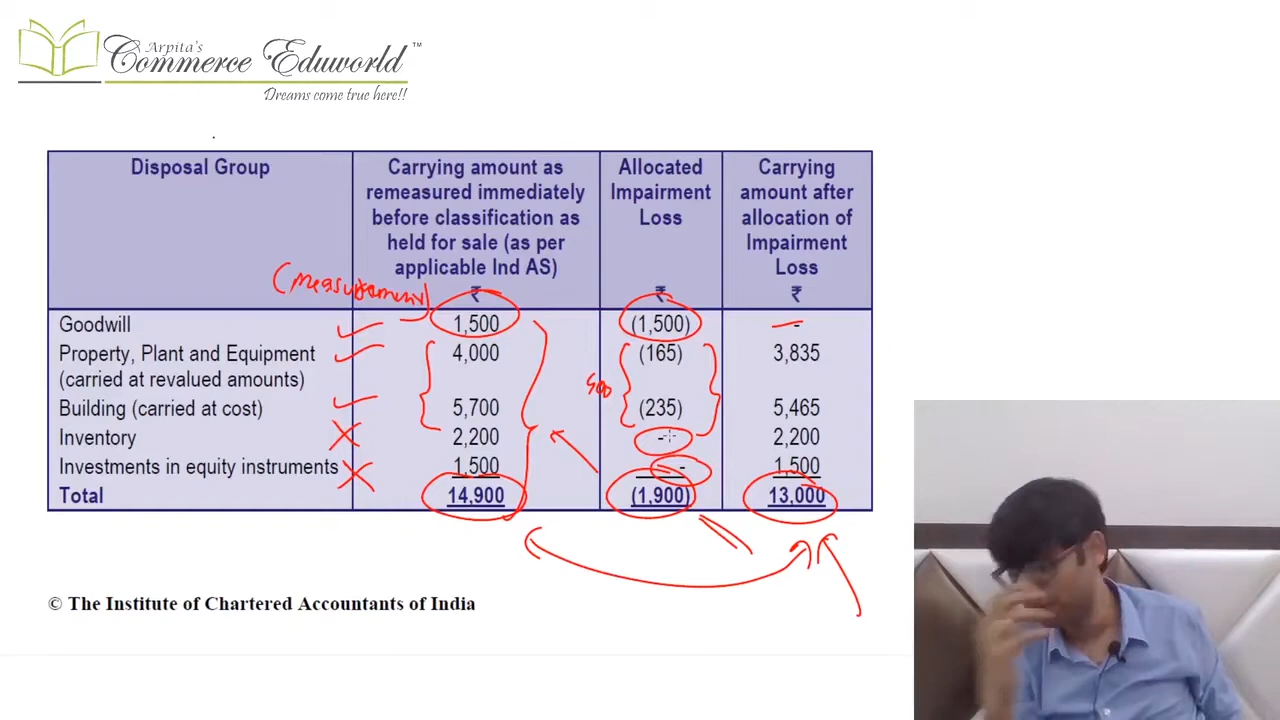 Arpita's
Commerce Eduworld™
Dreams come true here!!
Disposal Group
Carrying amount as
remeasured immediately
before classification as
held for sale (as per
applicable Ind AS)
₹
Allocated
Impairment
Loss
₹
Carrying
amount after
allocation of
Impairment
Loss
₹
(measurement)
Goodwill 1,500 (1,500) -
Property, Plant and Equipment 4,000 (165) 3,835
(carried at revalued amounts)
400
Building (carried at cost) 5,700 (235) 5,465
Inventory 2,200 - 2,200
Investments in equity instruments 1,500 - 1,500
Total 14,900 (1,900) 13,000
© The Institute of Chartered Accountants of India